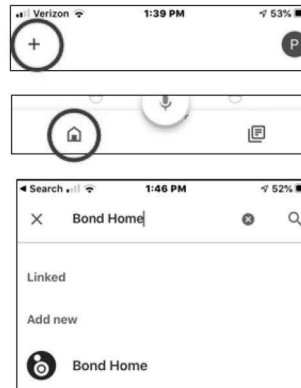 Verizon 1:39 PM 53%
+ P
Search 1:46 PM 52%
Bond Home
Linked
Add new
Bond Home